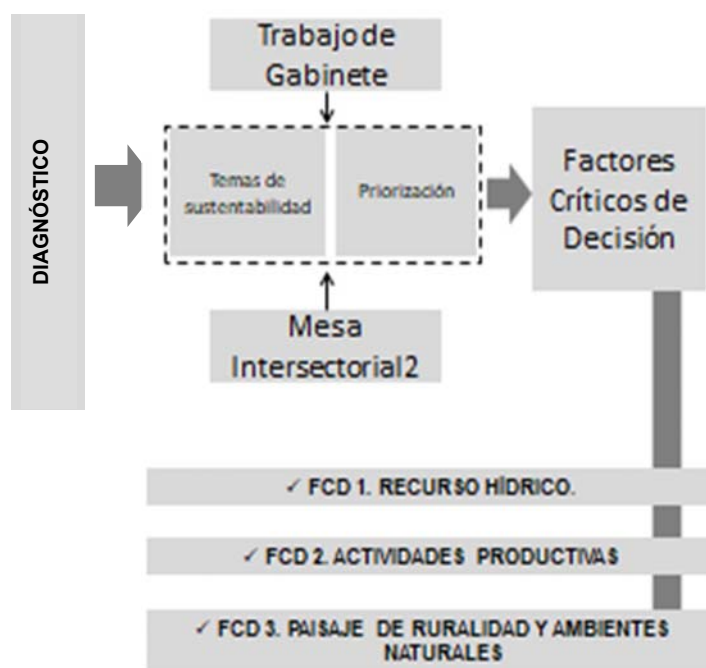 DIAGNÓSTICO
Trabajo de
Gabinete
Temas de
sustentabilidad
Priorización
Factores
Críticos de
Decisión
Mesa
Intersectorial2
✓ FCD 1. RECURSO HÍDRICO.
✓ FCD 2. ACTIVIDADES PRODUCTIVAS
✓ FCD 3. PAISAJE DE RURALIDAD Y AMBIENTES
NATURALES